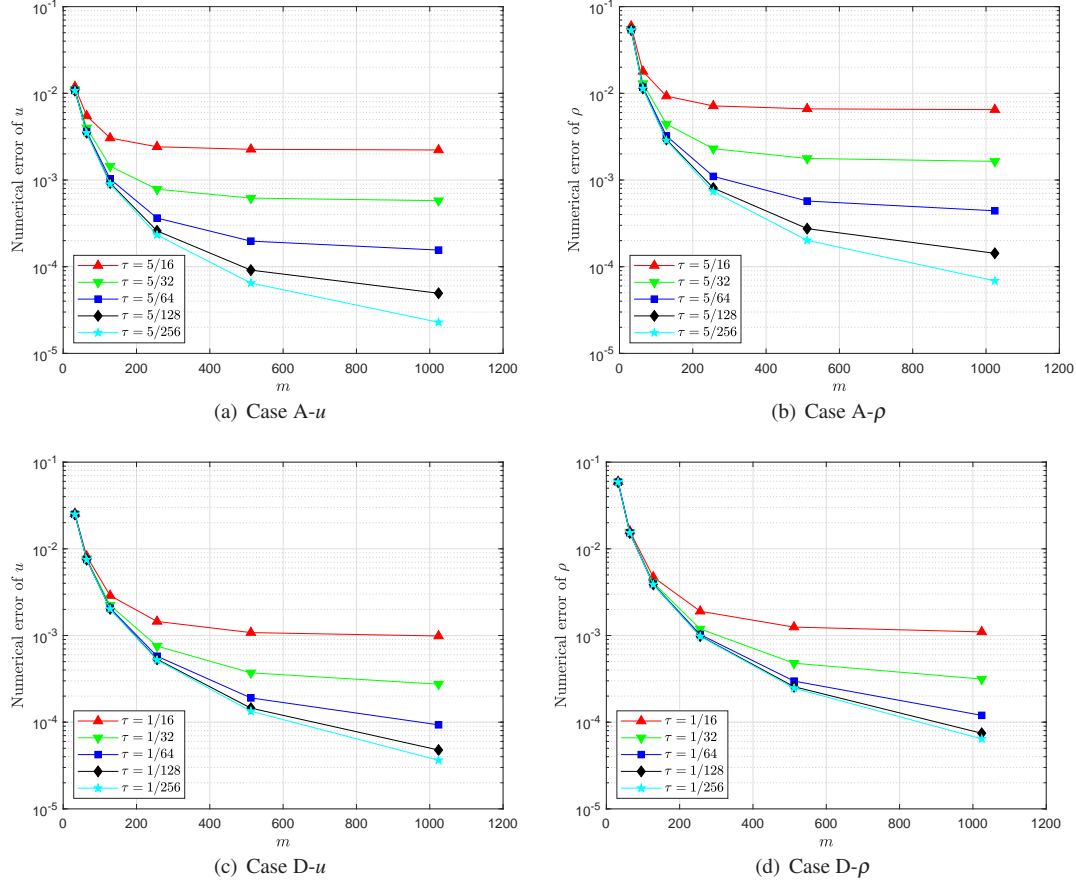 10^-1
10^-2
10^-3
10^-4
10^-5
Numerical error of u
τ = 5/16
τ = 5/32
τ = 5/64
τ = 5/128
τ = 5/256
0 200 400 600 800 1000 1200
m
(a) Case A-u
10^-1
10^-2
10^-3
10^-4
10^-5
Numerical error of ρ
τ = 5/16
τ = 5/32
τ = 5/64
τ = 5/128
τ = 5/256
0 200 400 600 800 1000 1200
m
(b) Case A-ρ
10^-1
10^-2
10^-3
10^-4
10^-5
Numerical error of u
τ = 1/16
τ = 1/32
τ = 1/64
τ = 1/128
τ = 1/256
0 200 400 600 800 1000 1200
m
(c) Case D-u
10^-1
10^-2
10^-3
10^-4
10^-5
Numerical error of ρ
τ = 1/16
τ = 1/32
τ = 1/64
τ = 1/128
τ = 1/256
0 200 400 600 800 1000 1200
m
(d) Case D-ρ